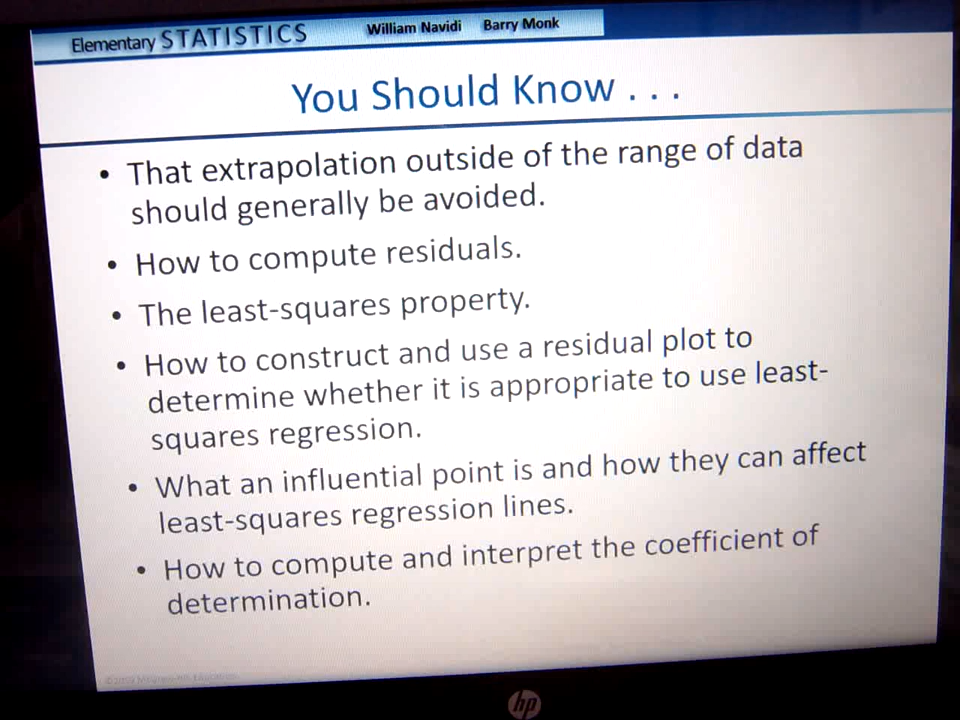 Elementary STATISTICS William Navidi Barry Monk
You Should Know . . .
• That extrapolation outside of the range of data
should generally be avoided.
• How to compute residuals.
• The least-squares property.
• How to construct and use a residual plot to
determine whether it is appropriate to use least-
squares regression.
• What an influential point is and how they can affect
least-squares regression lines.
• How to compute and interpret the coefficient of
determination.
hp